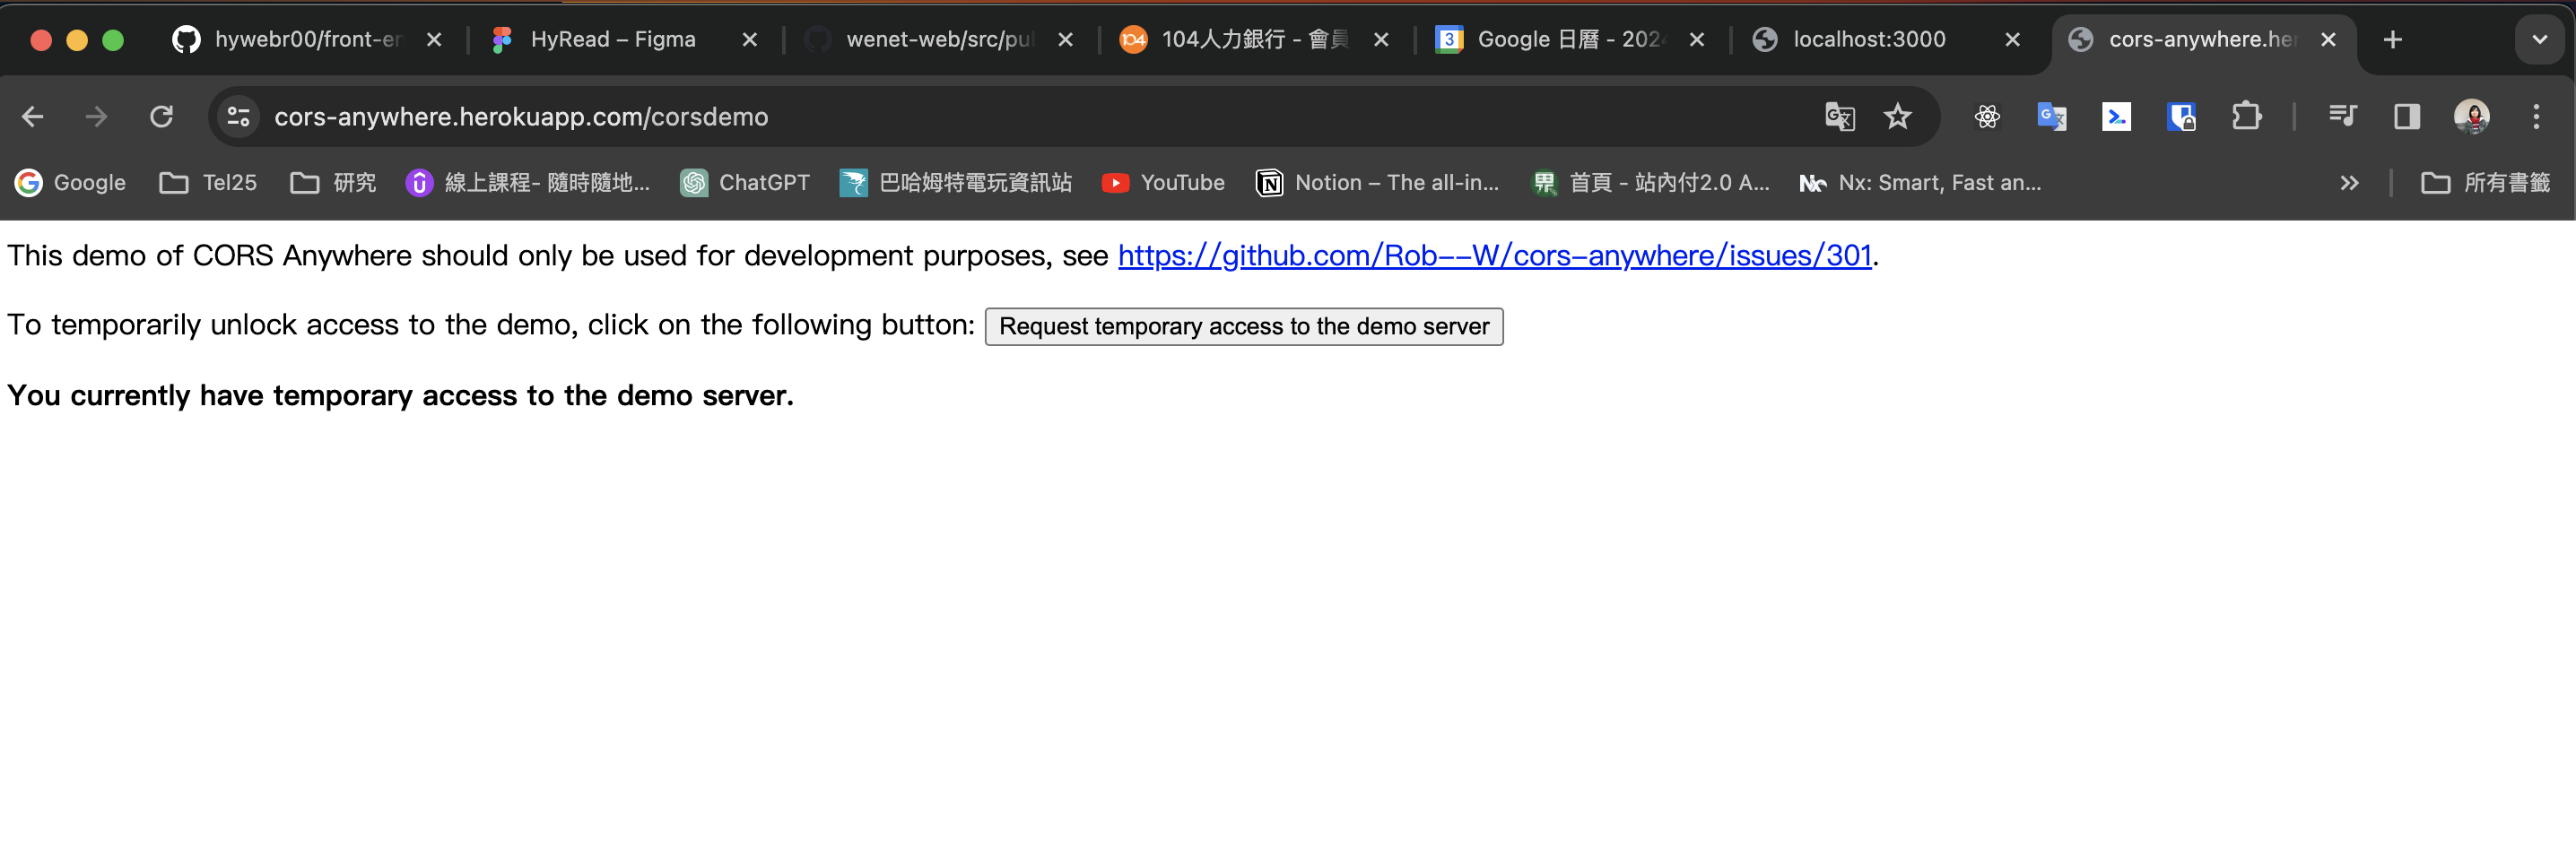 hywebr00/front-en
HyRead – Figma
wenet-web/src/pul
104人力銀行 - 會員
Google 日曆 - 202
localhost:3000
cors-anywhere.her
cors-anywhere.herokuapp.com/corsdemo
Google
Tel25
研究
線上課程- 隨時隨地...
ChatGPT
巴哈姆特電玩資訊站
YouTube
Notion – The all-in...
首頁 - 站內付2.0 A...
Nx: Smart, Fast an...
所有書籤
This demo of CORS Anywhere should only be used for development purposes, see https://github.com/Rob--W/cors-anywhere/issues/301.
To temporarily unlock access to the demo, click on the following button: Request temporary access to the demo server
You currently have temporary access to the demo server.